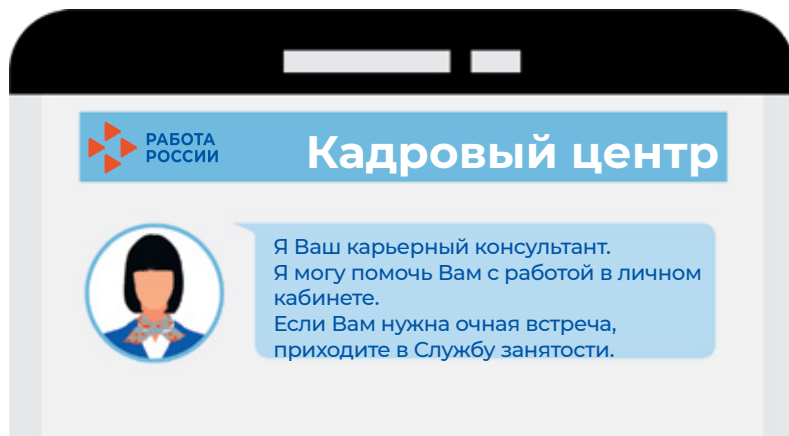 РАБОТА
РОССИИ
Кадровый центр
Я Ваш карьерный консультант.
Я могу помочь Вам с работой в личном
кабинете.
Если Вам нужна очная встреча,
приходите в Службу занятости.